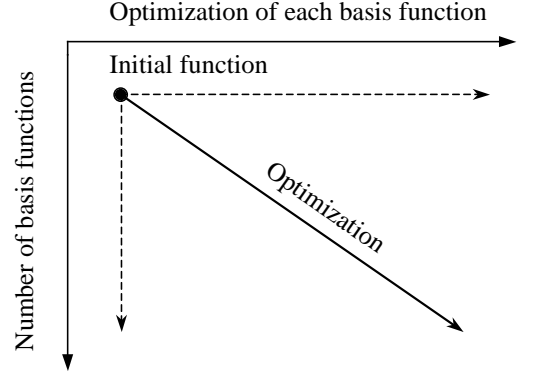 Optimization of each basis function
Initial function
Number of basis functions
Optimization